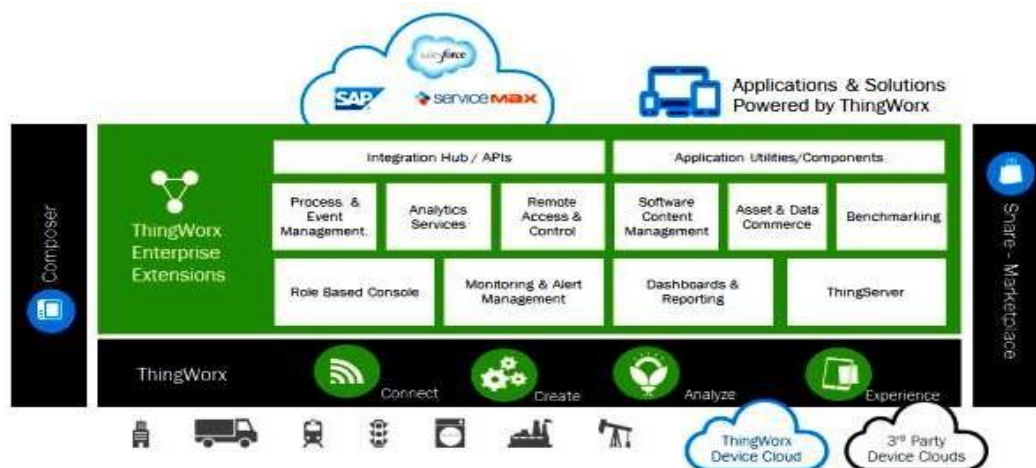 salesforce
SAP
servicemax
Applications & Solutions
Powered by ThingWorx
Composer
ThingWorx
Enterprise
Extensions
Integration Hub / APIs
Application Utilities/Components
Process &
Event
Management.
Analytics
Services
Remote
Access &
Control
Software
Content
Management
Asset & Data
Commerce
Benchmarking
Role Based Console
Monitoring & Alert
Management
Dashboards &
Reporting
ThingServer
Share - Marketplace
ThingWorx
Connect
Create
Analyze
Experience
ThingWorx
Device Cloud
3rd Party
Device Clouds